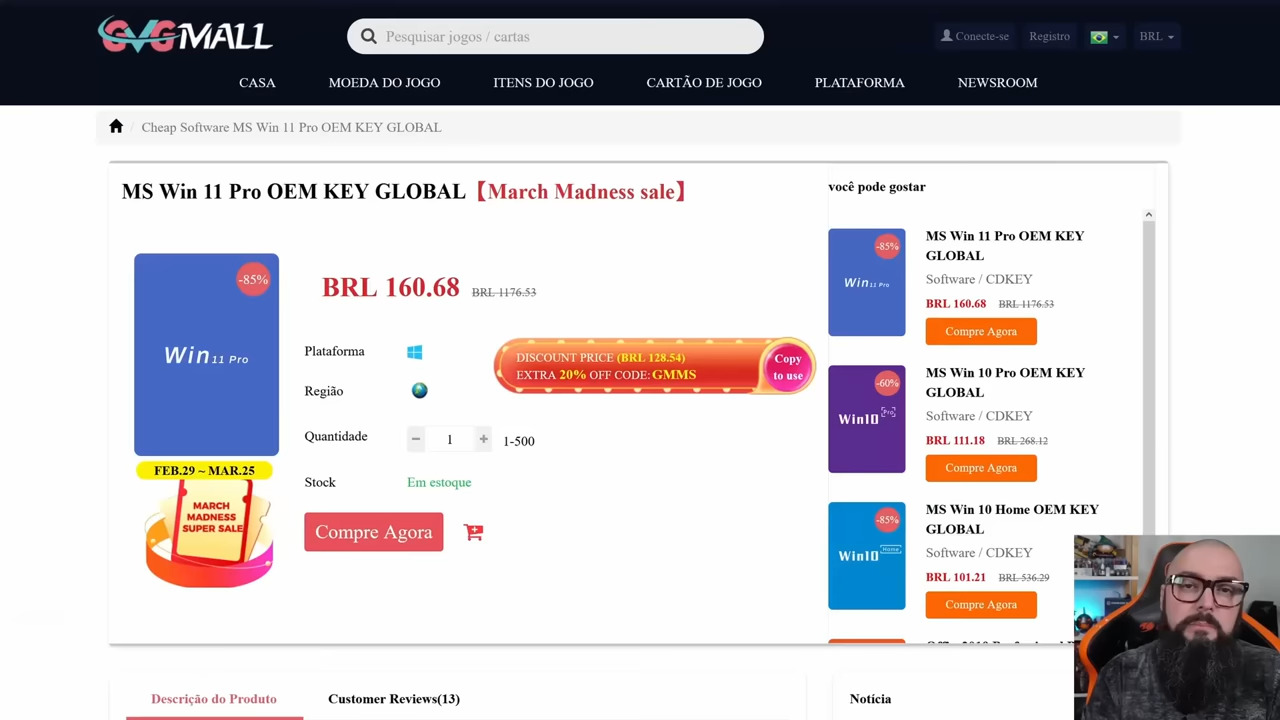 GVGMALL
Pesquisar jogos / cartas
Conecte-se
Registro
BRL
CASA
MOEDA DO JOGO
ITENS DO JOGO
CARTÃO DE JOGO
PLATAFORMA
NEWSROOM
/ Cheap Software MS Win 11 Pro OEM KEY GLOBAL
MS Win 11 Pro OEM KEY GLOBAL【March Madness sale】
-85%
Win 11 Pro
FEB.29 ~ MAR.25
MARCH
MADNESS
SUPER SALE
BRL 160.68 BRL 1176.53
Plataforma
Região
Quantidade
− 1 + 1-500
Stock
Em estoque
Compre Agora
DISCOUNT PRICE (BRL 128.54)
EXTRA 20% OFF CODE: GMMS
Copy
to use
você pode gostar
-85%
Win 11 Pro
MS Win 11 Pro OEM KEY
GLOBAL
Software / CDKEY
BRL 160.68 BRL 1176.53
Compre Agora
-60%
Win10 Pro
MS Win 10 Pro OEM KEY
GLOBAL
Software / CDKEY
BRL 111.18 BRL 268.12
Compre Agora
-85%
Win10 Home
MS Win 10 Home OEM KEY
GLOBAL
Software / CDKEY
BRL 101.21 BRL 536.29
Compre Agora
Descrição do Produto
Customer Reviews(13)
Notícia